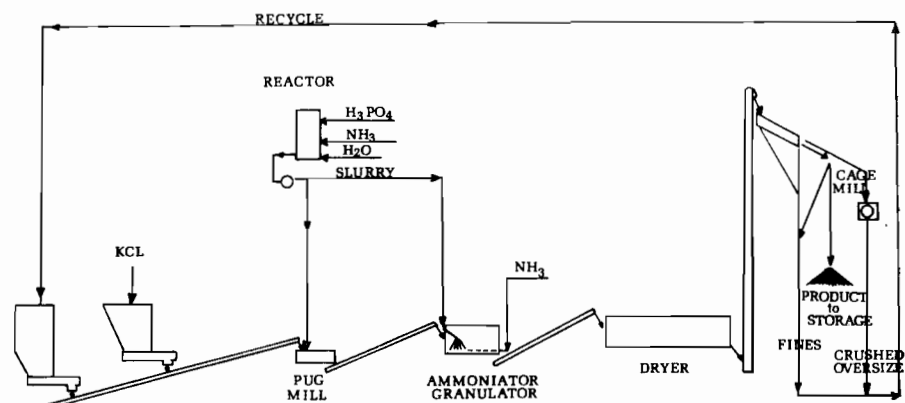 RECYCLE
REACTOR
H3PO4
NH3
H2O
SLURRY
CAGE
MILL
KCL
NH3
PRODUCT
to
STORAGE
FINES
CRUSHED
OVERSIZE
PUG
MILL
AMMONIATOR
GRANULATOR
DRYER